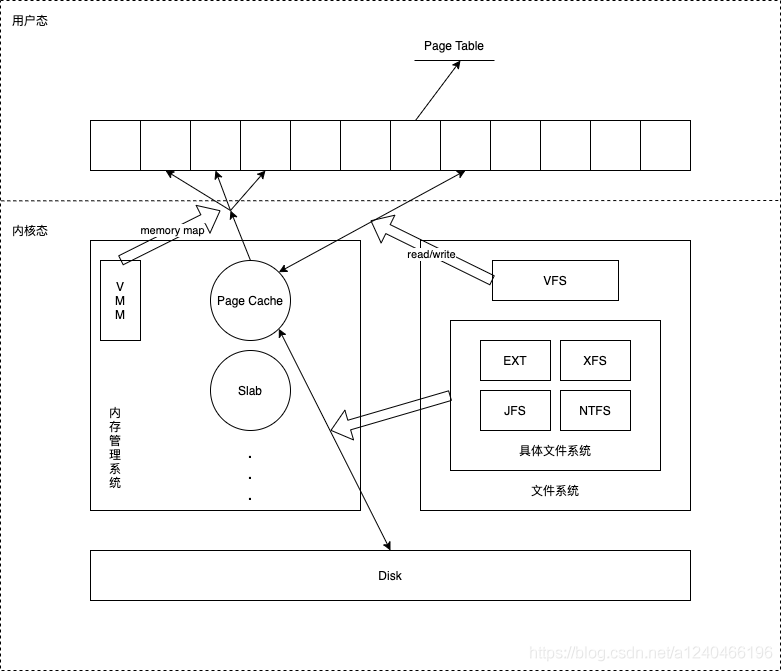 用户态
Page Table
内核态
memory map
read/write
V
M
M
Page Cache
VFS
Slab
EXT
XFS
JFS
NTFS
内
存
管
理
系
统
具体文件系统
文件系统
Disk
https://blog.csdn.net/a1240466196